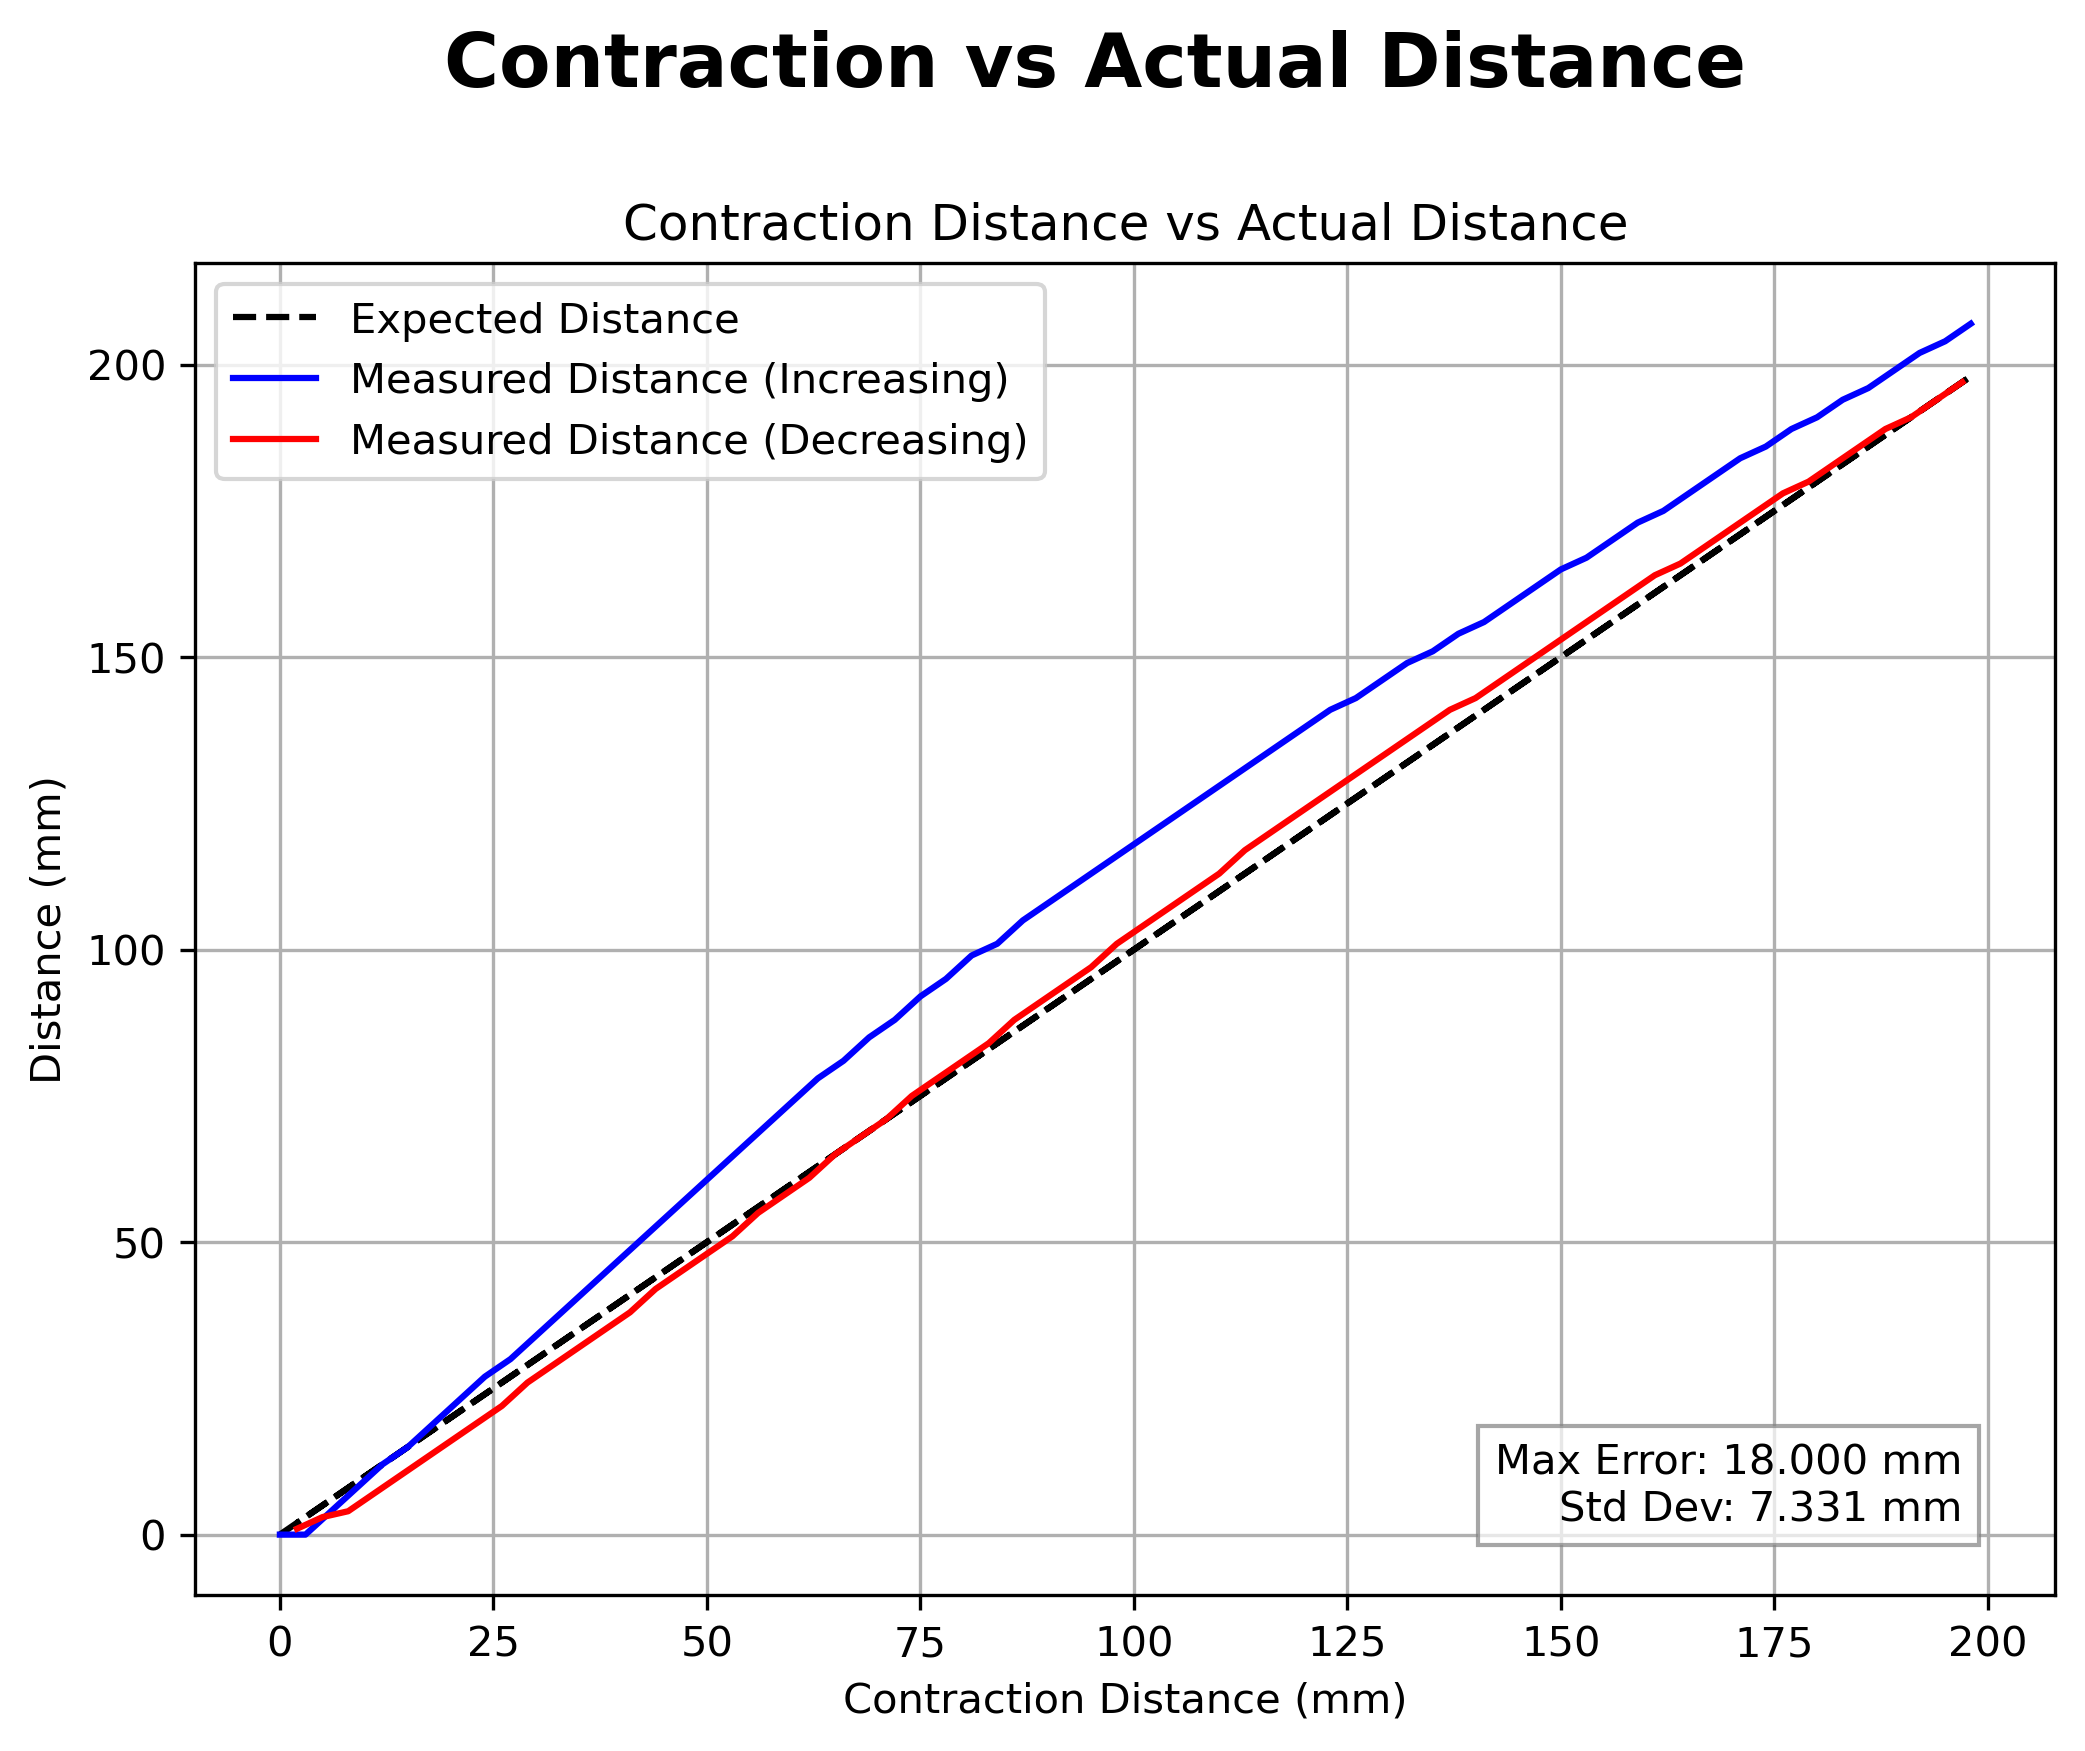 Contraction vs Actual Distance
Contraction Distance vs Actual Distance
Expected Distance
Measured Distance (Increasing)
Measured Distance (Decreasing)
200
150
100
50
0
Distance (mm)
Max Error: 18.000 mm
Std Dev: 7.331 mm
0 25 50 75 100 125 150 175 200
Contraction Distance (mm)